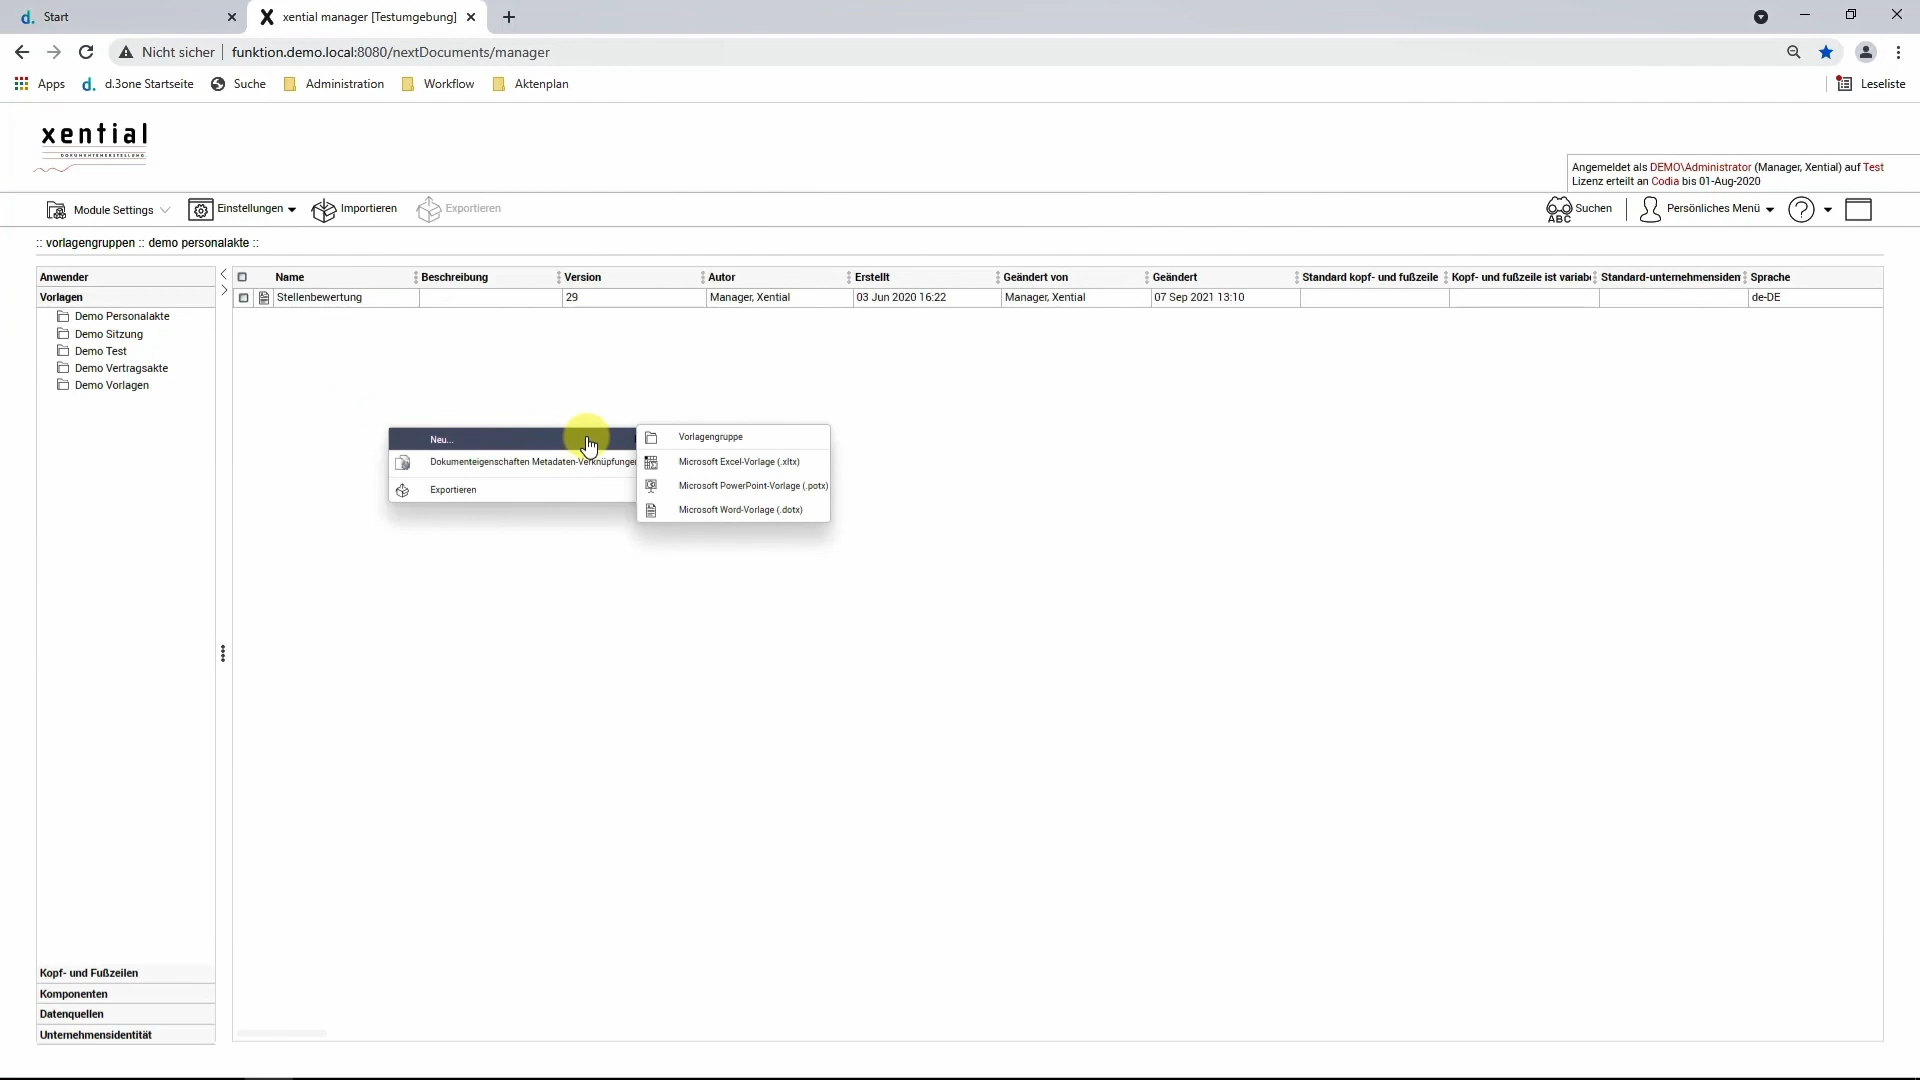 Start
xential manager [Testumgebung]
Nicht sicher funktion.demo.local:8080/nextDocuments/manager
Apps d.3one Startseite Suche Administration Workflow Aktenplan Leseliste
xential
DOKUMENTENERSTELLUNG
Angemeldet als DEMO\Administrator (Manager, Xential) auf Test
Lizenz erteilt an Codia bis 01-Aug-2020
Module Settings Einstellungen Importieren Exportieren ABC Suchen Persönliches Menü ?
:: vorlagengruppen :: demo personalakte ::
Anwender
Vorlagen
Demo Personalakte
Demo Sitzung
Demo Test
Demo Vertragsakte
Demo Vorlagen
Name Beschreibung Version Autor Erstellt Geändert von Geändert Standard kopf- und fußzeile Kopf- und fußzeile ist variab Standard-unternehmensiden Sprache
Stellenbewertung 29 Manager, Xential 03 Jun 2020 16:22 Manager, Xential 07 Sep 2021 13:10 de-DE
Neu...
Dokumenteigenschaften Metadaten-Verknüpfungen
Exportieren
Vorlagengruppe
Microsoft Excel-Vorlage (.xltx)
Microsoft PowerPoint-Vorlage (.potx)
Microsoft Word-Vorlage (.dotx)
Kopf- und Fußzeilen
Komponenten
Datenquellen
Unternehmensidentität